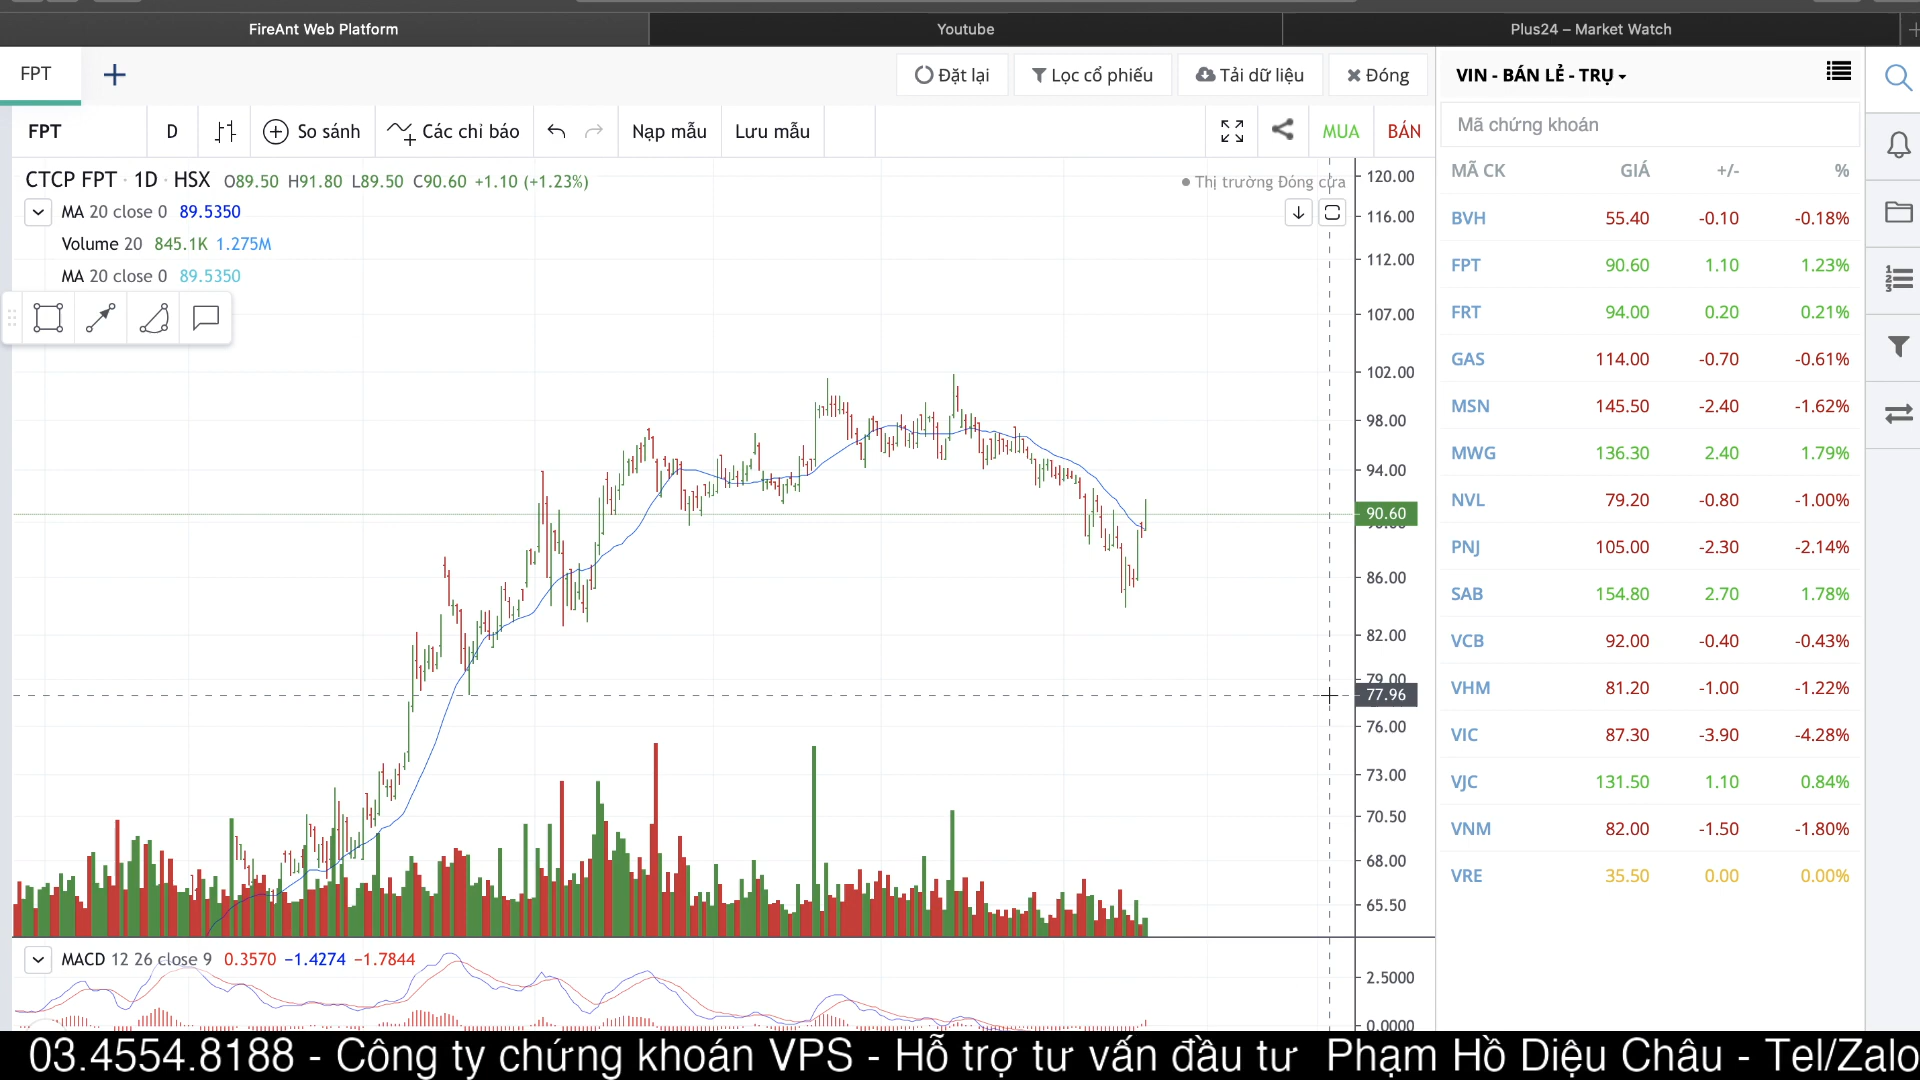 FireAnt Web Platform
Youtube
Plus24 – Market Watch
FPT
Đặt lại
Lọc cổ phiếu
Tải dữ liệu
Đóng
VIN - BÁN LẺ - TRỤ
FPT
D
So sánh
Các chỉ báo
Nạp mẫu
Lưu mẫu
MUA
BÁN
Mã chứng khoán
CTCP FPT · 1D · HSX O89.50 H91.80 L89.50 C90.60 +1.10 (+1.23%)
Thị trường Đóng cửa
MA 20 close 0 89.5350
Volume 20 845.1K 1.275M
MA 20 close 0 89.5350
120.00
116.00
112.00
107.00
102.00
98.00
94.00
90.60
90.00
86.00
82.00
79.00
77.96
76.00
73.00
70.50
68.00
65.50
MACD 12 26 close 9 0.3570 −1.4274 −1.7844
2.5000
0.0000
MÃ CK GIÁ +/- %
BVH 55.40 -0.10 -0.18%
FPT 90.60 1.10 1.23%
FRT 94.00 0.20 0.21%
GAS 114.00 -0.70 -0.61%
MSN 145.50 -2.40 -1.62%
MWG 136.30 2.40 1.79%
NVL 79.20 -0.80 -1.00%
PNJ 105.00 -2.30 -2.14%
SAB 154.80 2.70 1.78%
VCB 92.00 -0.40 -0.43%
VHM 81.20 -1.00 -1.22%
VIC 87.30 -3.90 -4.28%
VJC 131.50 1.10 0.84%
VNM 82.00 -1.50 -1.80%
VRE 35.50 0.00 0.00%
03.4554.8188 - Công ty chứng khoán VPS - Hỗ trợ tư vấn đầu tư Phạm Hồ Diệu Châu - Tel/Zalo